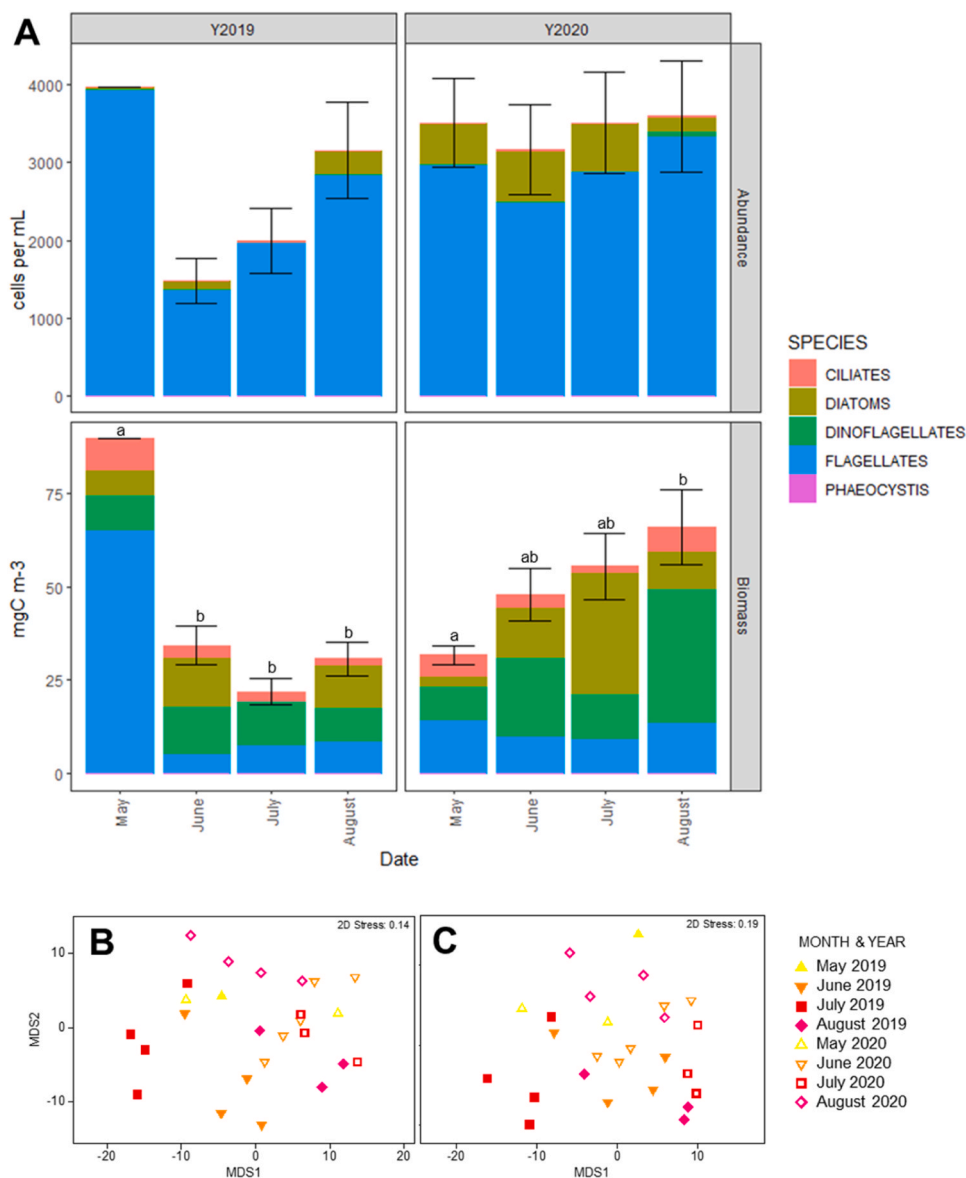 A
Y2019
Y2020
4000
3000
2000
1000
0
cells per mL
Abundance
75
50
25
0
mgC m-3
Biomass
a
b
b
b
a
ab
ab
b
May
June
July
August
May
June
July
August
Date
SPECIES
CILIATES
DIATOMS
DINOFLAGELLATES
FLAGELLATES
PHAEOCYSTIS
B
2D Stress: 0.14
10
0
-10
MDS2
-20
-10
0
10
20
MDS1
C
2D Stress: 0.19
-20
-10
0
10
MDS1
MONTH & YEAR
May 2019
June 2019
July 2019
August 2019
May 2020
June 2020
July 2020
August 2020